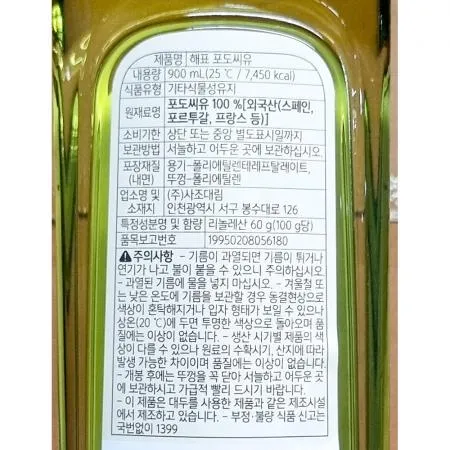 제품명 해표 포도씨유
내용량 900 mL(25 ℃ / 7,450 kcal)
식품유형 기타식물성유지
원재료명 포도씨유 100 %[외국산(스페인,
포르투갈, 프랑스 등)]
소비기한 상단 또는 중앙 별도표시일까지
보관방법 서늘하고 어두운 곳에 보관하십시오.
포장재질 용기-폴리에틸렌테레프탈레이트,
(내면) 뚜껑-폴리에틸렌
업소명 및 (주)사조대림
소재지 인천광역시 서구 봉수대로 126
특정성분명 및 함량 리놀레산 60 g(100 g당)
품목보고번호 19950208056180
⚠주의사항 - 기름이 과열되면 기름이 튀거나
연기가 나고 불이 붙을 수 있으니 주의하십시오.
- 과열된 기름에 물을 넣지 마십시오. - 겨울철 또
는 낮은 온도에 기름을 보관할 경우 동결현상으로
색상이 혼탁해지거나 입자 형태가 보일 수 있으나
상온(20 ℃)에 두면 투명한 색상으로 돌아오며 품
질에는 이상이 없습니다. - 생산 시기별 제품의 색
상이 다를 수 있으나 원료의 수확시기, 산지에 따라
발생 가능한 차이이며 품질에는 이상이 없습니다.
- 개봉 후에는 뚜껑을 꼭 닫아 서늘하고 어두운 곳
에 보관하시고 가급적 빨리 드시기 바랍니다.
- 이 제품은 대두를 사용한 제품과 같은 제조시설
에서 제조하고 있습니다. - 부정·불량 식품 신고는
국번없이 1399